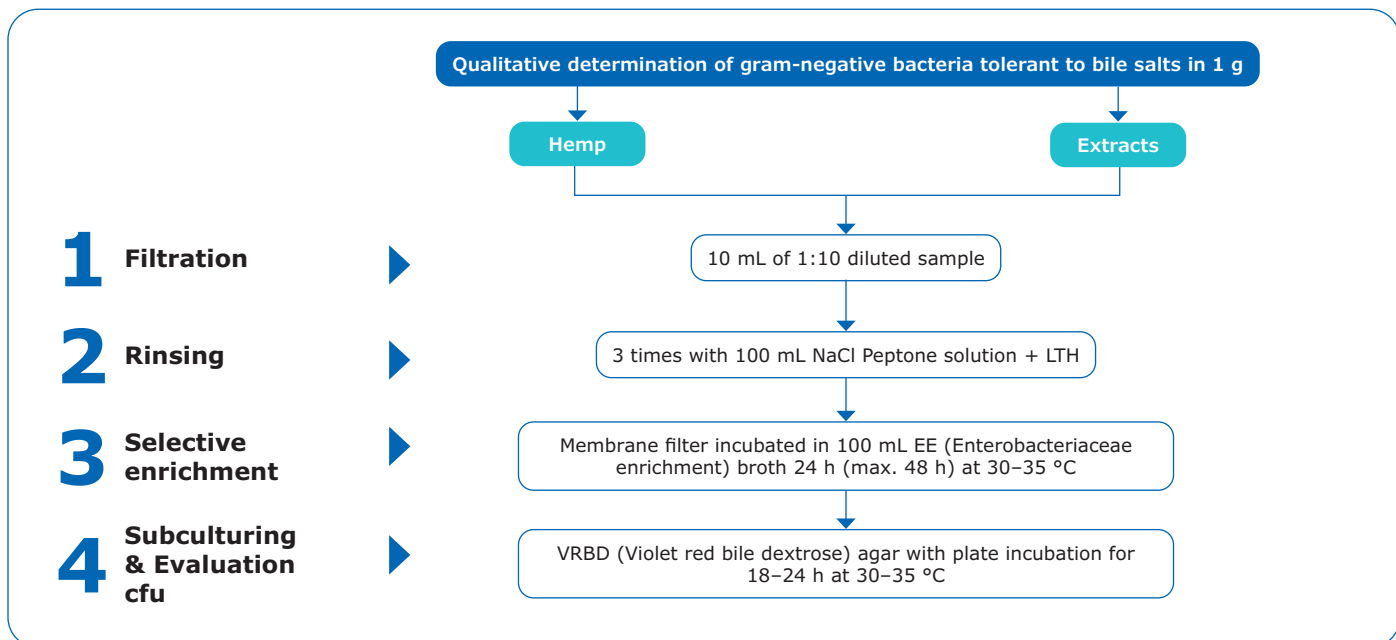 Qualitative determination of gram-negative bacteria tolerant to bile salts in 1 g
Hemp
Extracts
1
Filtration
10 mL of 1:10 diluted sample
2
Rinsing
3 times with 100 mL NaCl Peptone solution + LTH
3
Selective
enrichment
Membrane filter incubated in 100 mL EE (Enterobacteriaceae
enrichment) broth 24 h (max. 48 h) at 30–35 °C
4
Subculturing
& Evaluation
cfu
VRBD (Violet red bile dextrose) agar with plate incubation for
18–24 h at 30–35 °C